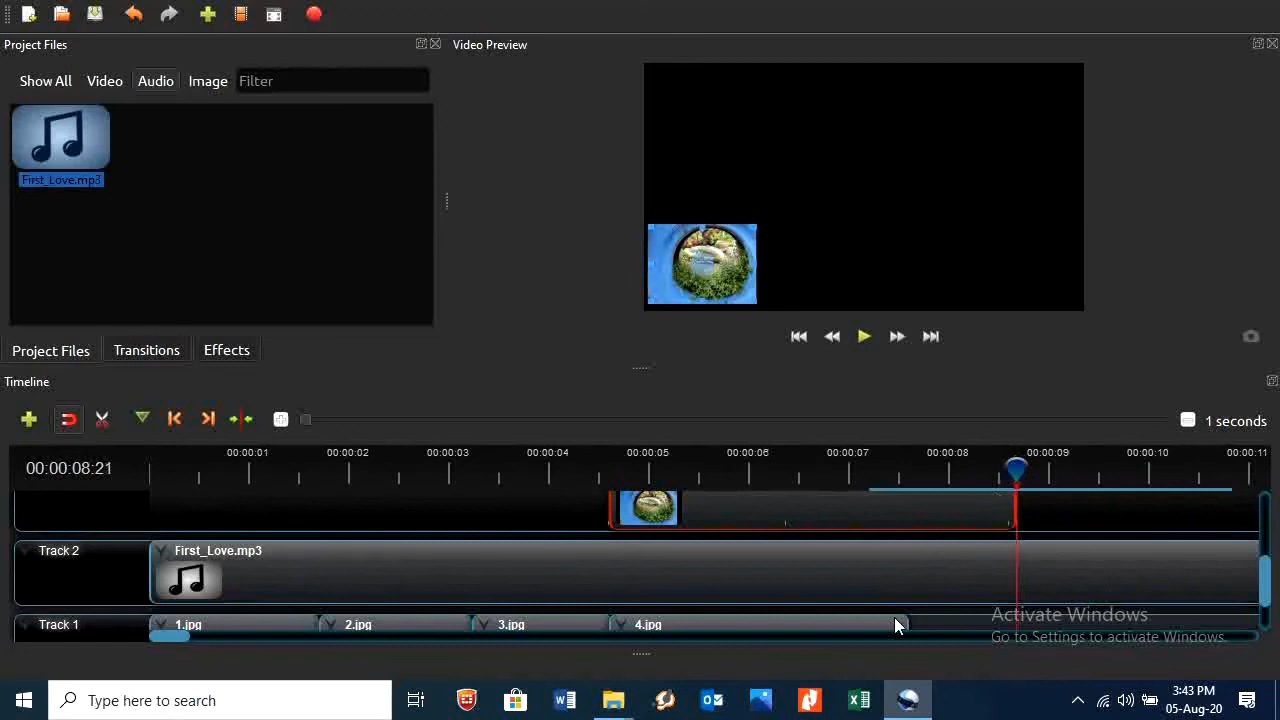 Project Files
Video Preview
Show All Video Audio Image Filter
First_Love.mp3
Project Files Transitions Effects
Timeline
1 seconds
00:00:08:21
00:00:01 00:00:02 00:00:03 00:00:04 00:00:05 00:00:06 00:00:07 00:00:08 00:00:09 00:00:10 00:00:11
Track 2 First_Love.mp3
Track 1 1.jpg 2.jpg 3.jpg 4.jpg
Activate Windows
Go to Settings to activate Windows.
Type here to search
3:43 PM
05-Aug-20